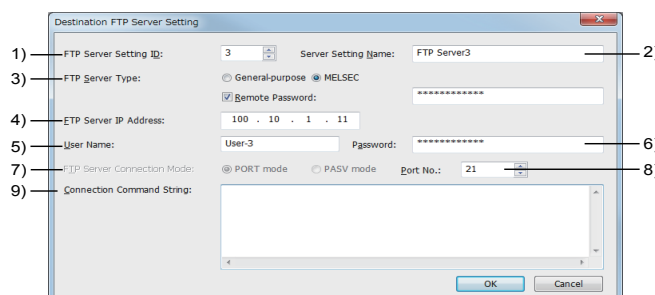 Destination FTP Server Setting
1) FTP Server Setting ID: 3 Server Setting Name: FTP Server3 2)
3) FTP Server Type: General-purpose MELSEC
Remote Password: ************
4) FTP Server IP Address: 100 . 10 . 1 . 11
5) User Name: User-3 Password: ************ 6)
7) FTP Server Connection Mode: PORT mode PASV mode Port No.: 21 8)
9) Connection Command String:
OK Cancel